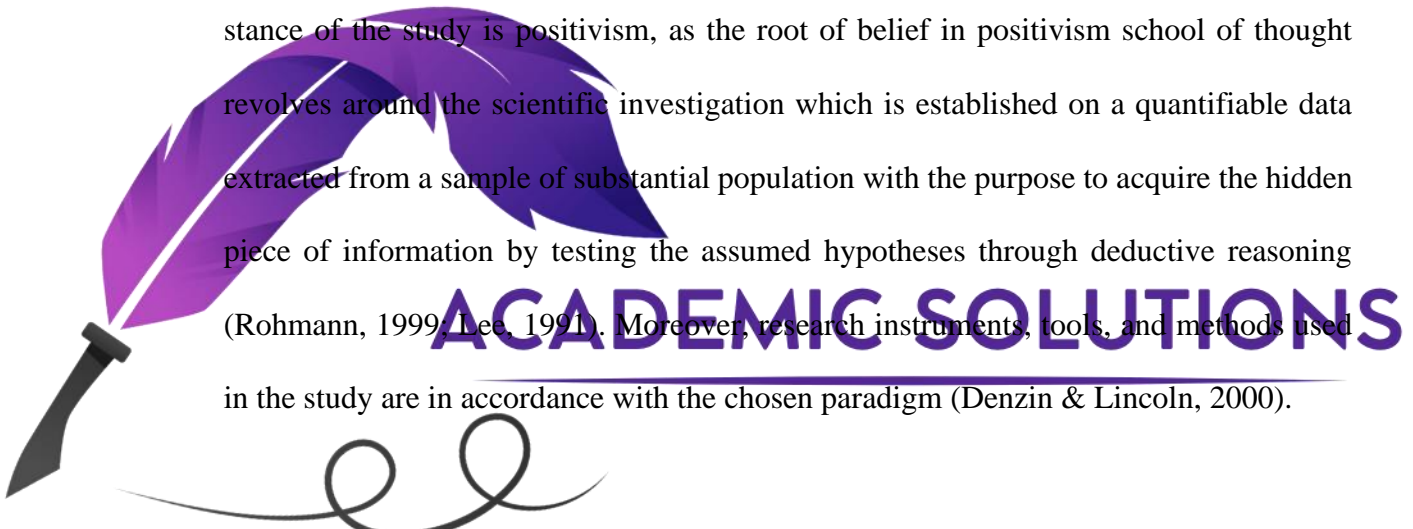 stance of the study is positivism, as the root of belief in positivism school of thought
revolves around the scientific investigation which is established on a quantifiable data
extracted from a sample of substantial population with the purpose to acquire the hidden
piece of information by testing the assumed hypotheses through deductive reasoning
ACADEMIC SOLUTIONS
(Rohmann, 1999; Lee, 1991). Moreover, research instruments, tools, and methods used
in the study are in accordance with the chosen paradigm (Denzin & Lincoln, 2000).